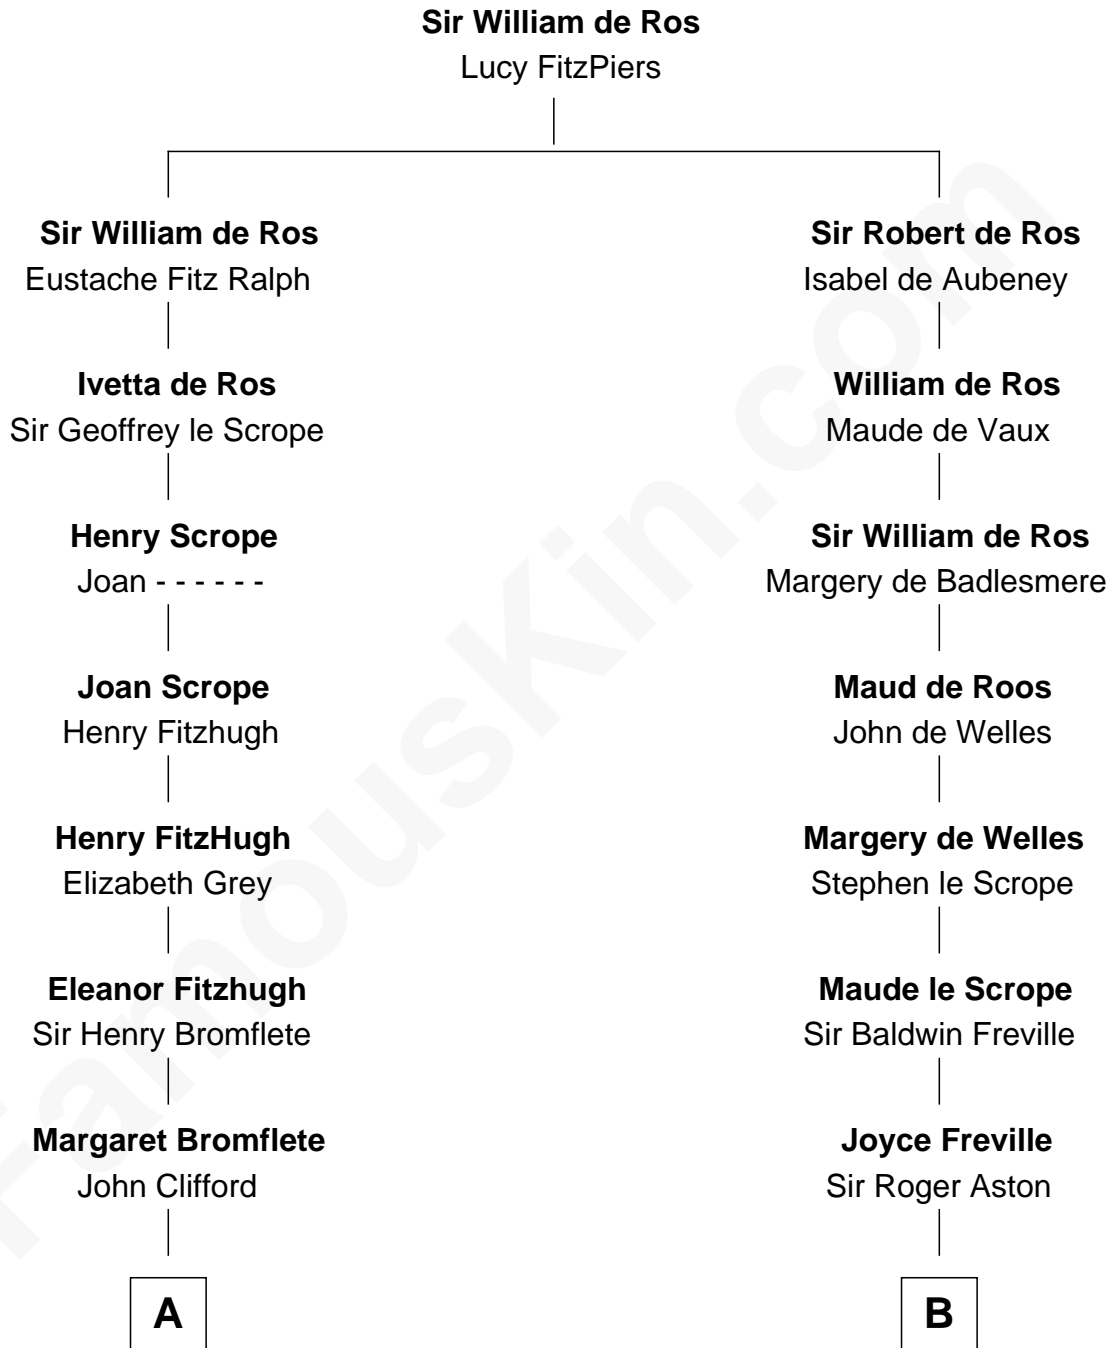 Sir William de Ros
Lucy FitzPiers
Sir William de Ros
Eustache Fitz Ralph
Ivetta de Ros
Sir Geoffrey le Scrope
Henry Scrope
Joan - - - - - -
Joan Scrope
Henry Fitzhugh
Henry FitzHugh
Elizabeth Grey
Eleanor Fitzhugh
Sir Henry Bromflete
Margaret Bromflete
John Clifford
A
Sir Robert de Ros
Isabel de Aubeney
William de Ros
Maude de Vaux
Sir William de Ros
Margery de Badlesmere
Maud de Roos
John de Welles
Margery de Welles
Stephen le Scrope
Maude le Scrope
Sir Baldwin Freville
Joyce Freville
Sir Roger Aston
B
FamousKin.com